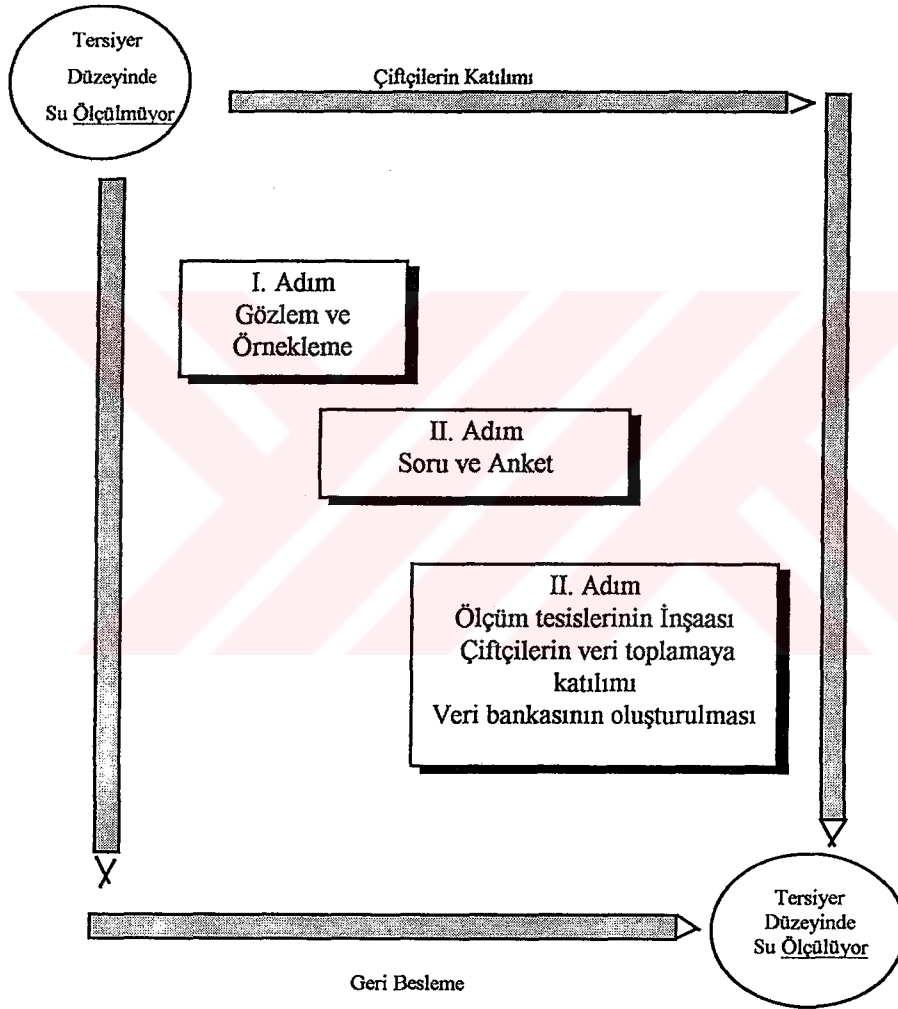 Tersiyer
Düzeyinde
Su Ölçülmüyor
Çiftçilerin Katılımı
I. Adım
Gözlem ve
Örnekleme
II. Adım
Soru ve Anket
II. Adım
Ölçüm tesislerinin İnşaası
Çiftçilerin veri toplamaya
katılımı
Veri bankasının oluşturulması
Tersiyer
Düzeyinde
Su Ölçülüyor
Geri Besleme